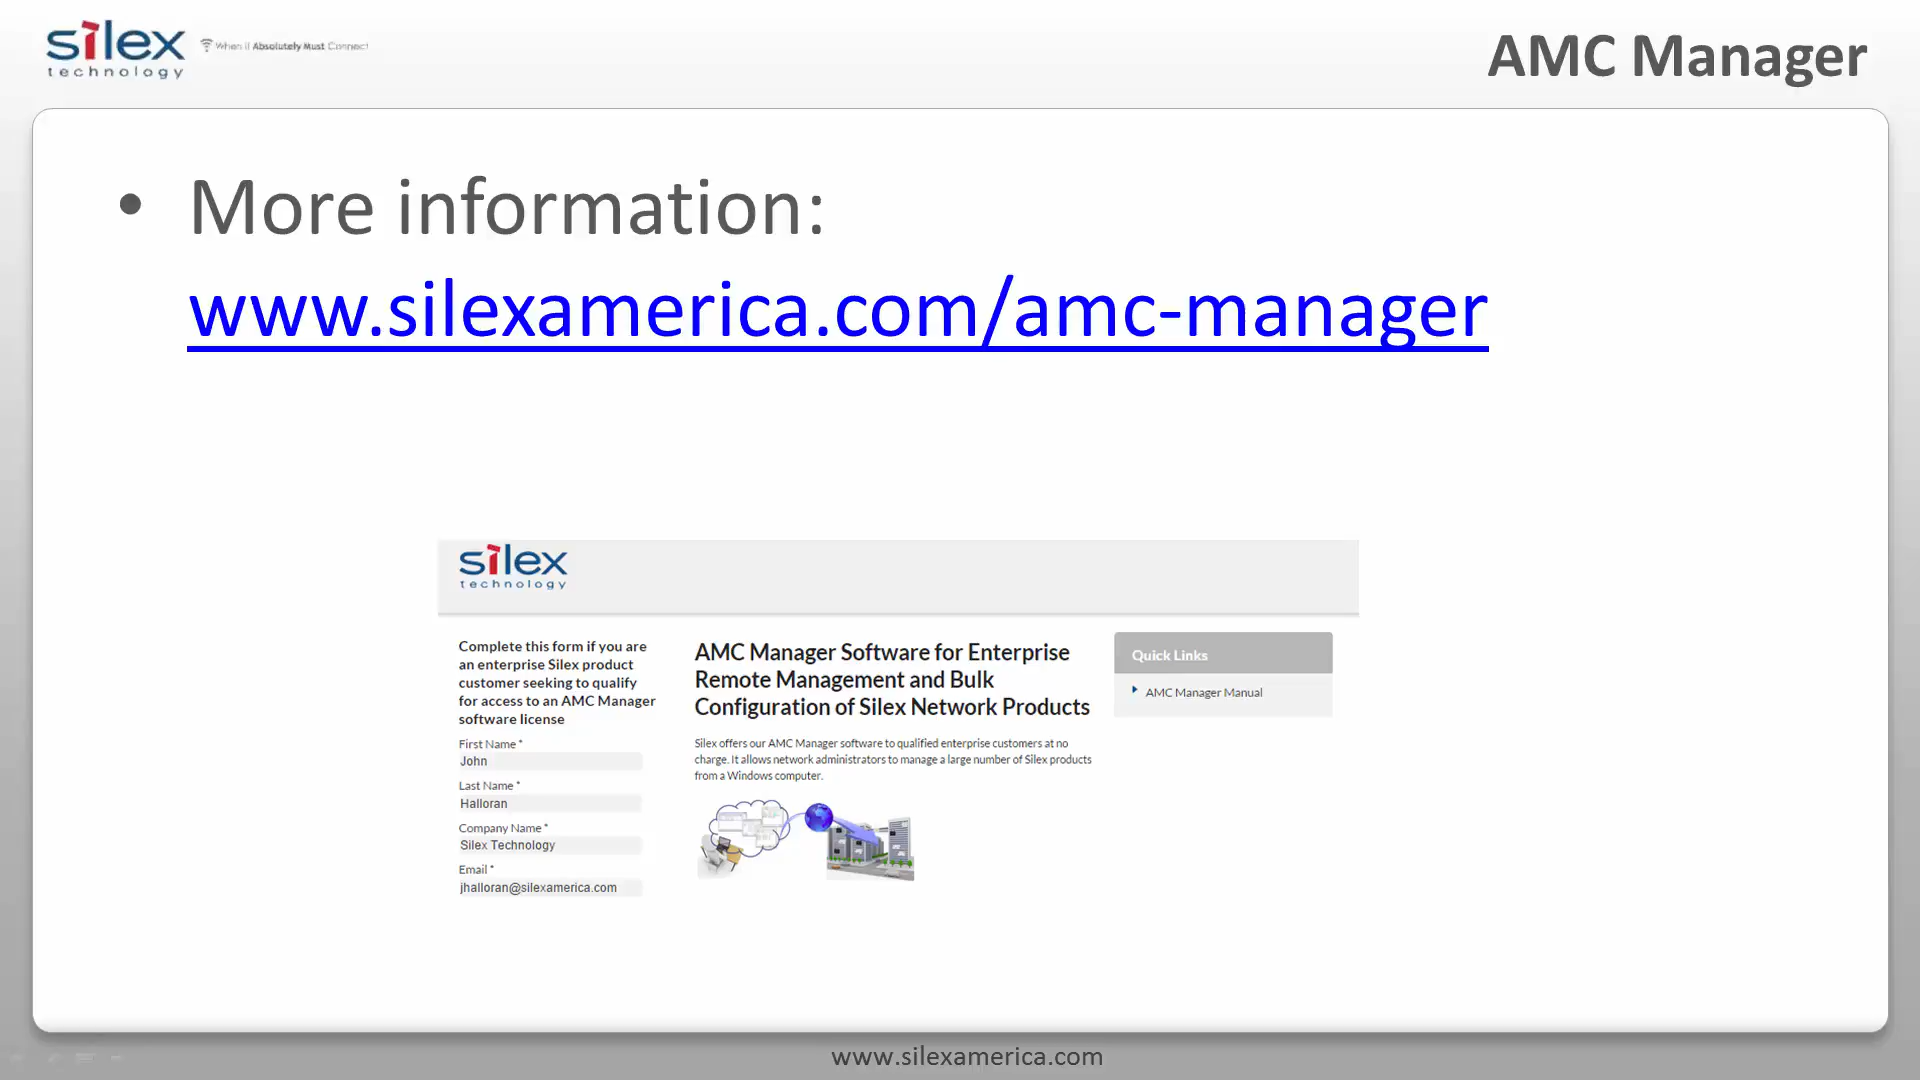 silex
technology
When it Absolutely Must Connect
AMC Manager
• More information:
www.silexamerica.com/amc-manager
silex
technology
Complete this form if you are
an enterprise Silex product
customer seeking to qualify
for access to an AMC Manager
software license
First Name *
John
Last Name *
Halloran
Company Name *
Silex Technology
Email *
jhalloran@silexamerica.com
AMC Manager Software for Enterprise
Remote Management and Bulk
Configuration of Silex Network Products
Silex offers our AMC Manager software to qualified enterprise customers at no
charge. It allows network administrators to manage a large number of Silex products
from a Windows computer.
Quick Links
AMC Manager Manual
www.silexamerica.com